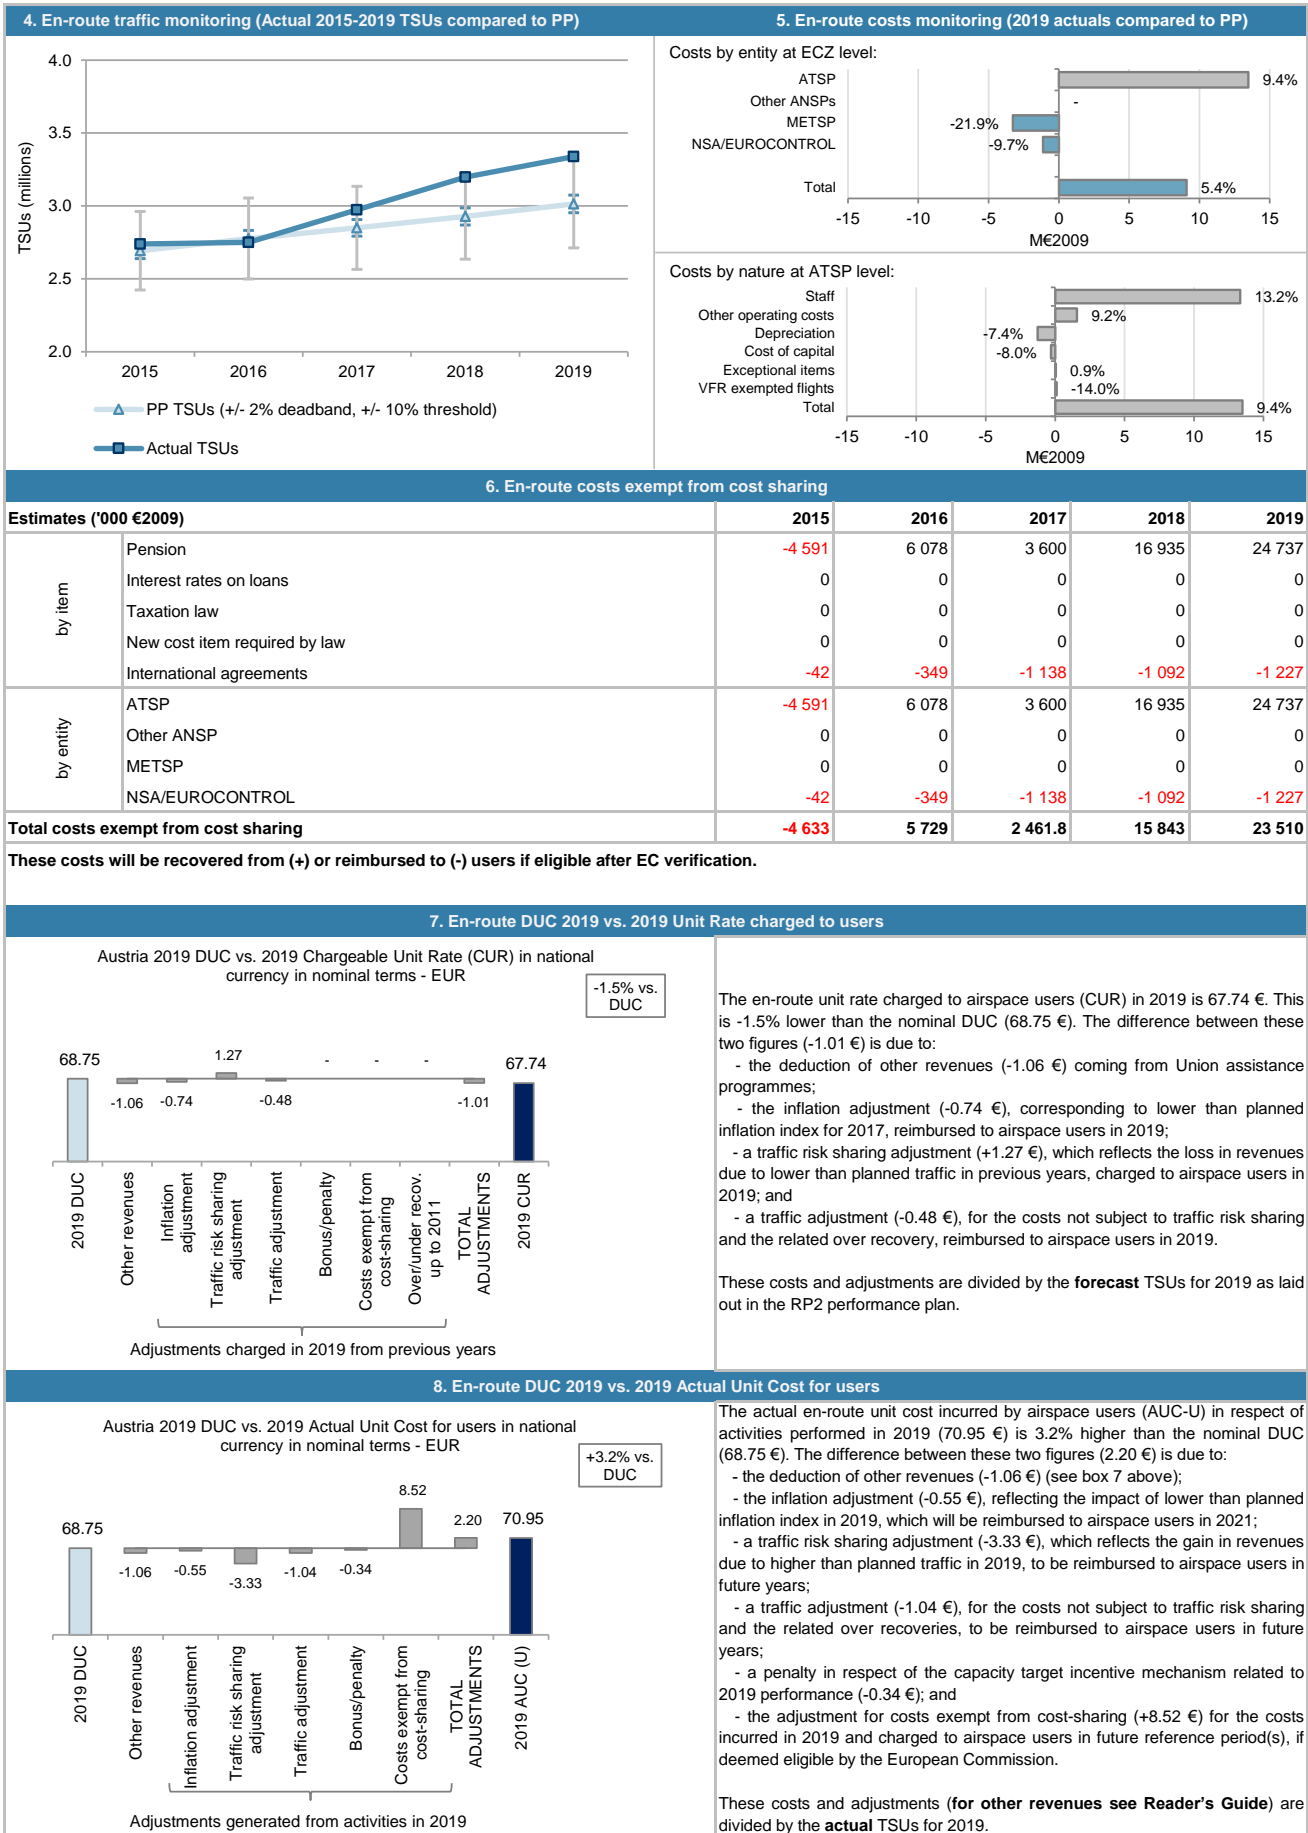 4. En-route traffic monitoring (Actual 2015-2019 TSUs compared to PP)
4.0
3.5
3.0
2.5
2.0
TSUs (millions)
2015 2016 2017 2018 2019
PP TSUs (+/- 2% deadband, +/- 10% threshold)
Actual TSUs
5. En-route costs monitoring (2019 actuals compared to PP)
Costs by entity at ECZ level:
ATSP 9.4%
Other ANSPs -
METSP -21.9%
NSA/EUROCONTROL -9.7%
Total 5.4%
-15 -10 -5 0 5 10 15
M€2009
Costs by nature at ATSP level:
Staff 13.2%
Other operating costs 9.2%
Depreciation -7.4%
Cost of capital -8.0%
Exceptional items 0.9%
VFR exempted flights -14.0%
Total 9.4%
-15 -10 -5 0 5 10 15
M€2009
6. En-route costs exempt from cost sharing
Estimates ('000 €2009) 2015 2016 2017 2018 2019
by item
Pension -4 591 6 078 3 600 16 935 24 737
Interest rates on loans 0 0 0 0 0
Taxation law 0 0 0 0 0
New cost item required by law 0 0 0 0 0
International agreements -42 -349 -1 138 -1 092 -1 227
by entity
ATSP -4 591 6 078 3 600 16 935 24 737
Other ANSP 0 0 0 0 0
METSP 0 0 0 0 0
NSA/EUROCONTROL -42 -349 -1 138 -1 092 -1 227
Total costs exempt from cost sharing -4 633 5 729 2 461.8 15 843 23 510
These costs will be recovered from (+) or reimbursed to (-) users if eligible after EC verification.
7. En-route DUC 2019 vs. 2019 Unit Rate charged to users
Austria 2019 DUC vs. 2019 Chargeable Unit Rate (CUR) in national
currency in nominal terms - EUR
-1.5% vs.
DUC
68.75 -1.06 -0.74 1.27 -0.48 - - - -1.01 67.74
2019 DUC
Other revenues
Inflation
adjustment
Traffic risk sharing
adjustment
Traffic adjustment
Bonus/penalty
Costs exempt from
cost-sharing
Over/under recov.
up to 2011
TOTAL
ADJUSTMENTS
2019 CUR
Adjustments charged in 2019 from previous years
The en-route unit rate charged to airspace users (CUR) in 2019 is 67.74 €. This
is -1.5% lower than the nominal DUC (68.75 €). The difference between these
two figures (-1.01 €) is due to:
- the deduction of other revenues (-1.06 €) coming from Union assistance
programmes;
- the inflation adjustment (-0.74 €), corresponding to lower than planned
inflation index for 2017, reimbursed to airspace users in 2019;
- a traffic risk sharing adjustment (+1.27 €), which reflects the loss in revenues
due to lower than planned traffic in previous years, charged to airspace users in
2019; and
- a traffic adjustment (-0.48 €), for the costs not subject to traffic risk sharing
and the related over recovery, reimbursed to airspace users in 2019.
These costs and adjustments are divided by the forecast TSUs for 2019 as laid
out in the RP2 performance plan.
8. En-route DUC 2019 vs. 2019 Actual Unit Cost for users
Austria 2019 DUC vs. 2019 Actual Unit Cost for users in national
currency in nominal terms - EUR
+3.2% vs.
DUC
68.75 -1.06 -0.55 -3.33 -1.04 -0.34 8.52 2.20 70.95
2019 DUC
Other revenues
Inflation adjustment
Traffic risk sharing
adjustment
Traffic adjustment
Bonus/penalty
Costs exempt from
cost-sharing
TOTAL
ADJUSTMENTS
2019 AUC (U)
Adjustments generated from activities in 2019
The actual en-route unit cost incurred by airspace users (AUC-U) in respect of
activities performed in 2019 (70.95 €) is 3.2% higher than the nominal DUC
(68.75 €). The difference between these two figures (2.20 €) is due to:
- the deduction of other revenues (-1.06 €) (see box 7 above);
- the inflation adjustment (-0.55 €), reflecting the impact of lower than planned
inflation index in 2019, which will be reimbursed to airspace users in 2021;
- a traffic risk sharing adjustment (-3.33 €), which reflects the gain in revenues
due to higher than planned traffic in 2019, to be reimbursed to airspace users in
future years;
- a traffic adjustment (-1.04 €), for the costs not subject to traffic risk sharing
and the related over recoveries, to be reimbursed to airspace users in future
years;
- a penalty in respect of the capacity target incentive mechanism related to
2019 performance (-0.34 €); and
- the adjustment for costs exempt from cost-sharing (+8.52 €) for the costs
incurred in 2019 and charged to airspace users in future reference period(s), if
deemed eligible by the European Commission.
These costs and adjustments (for other revenues see Reader's Guide) are
divided by the actual TSUs for 2019.